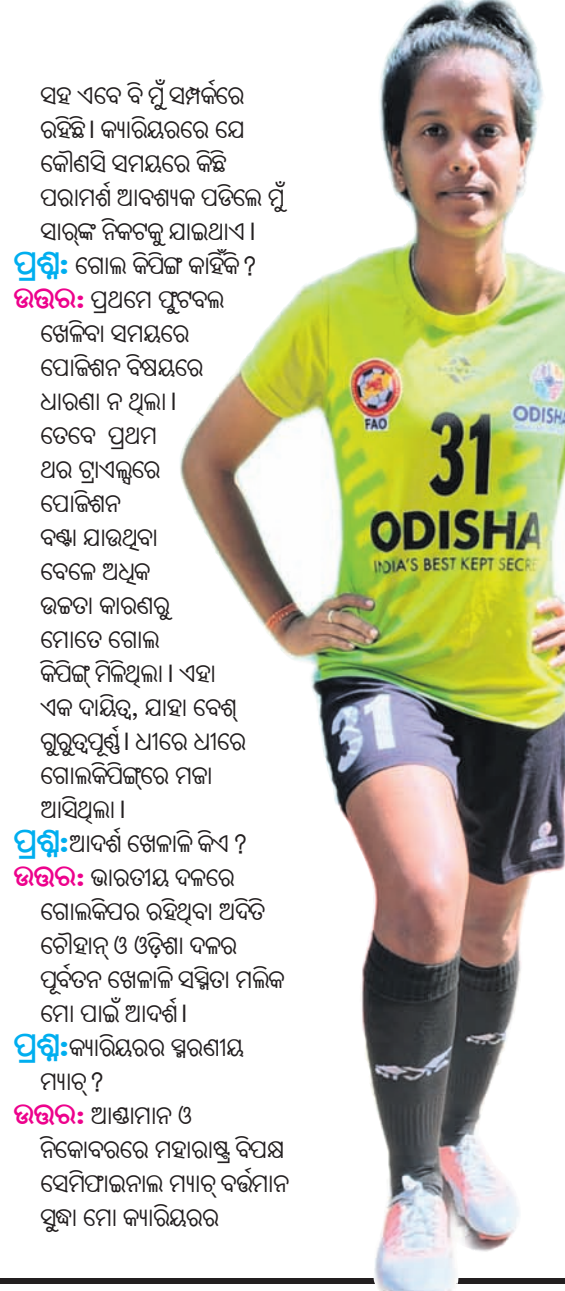 ସହ ଏବେ ବି ମୁଁ ସମ୍ପର୍କରେ
ରହିଛି। କ୍ୟାରିୟରରେ ଯେ
କୌଣସି ସମୟରେ କିଛି
ପରାମର୍ଶ ଆବଶ୍ୟକ ପଡିଲେ ମୁଁ
ସାର୍‌ଙ୍କ ନିକଟକୁ ଯାଇଥାଏ।
ପ୍ରଶ୍ନ: ଗୋଲ କିପିଙ୍ଗ କାହିଁକି ?
ଉତ୍ତର: ପ୍ରଥମେ ଫୁଟବଲ
ଖେଳିବା ସମୟରେ
ପୋଜିଶନ ବିଷୟରେ
ଧାରଣା ନ ଥିଲା।
ତେବେ ପ୍ରଥମ
ଥର ଟ୍ରାଏଲ୍ସରେ
ପୋଜିଶନ
ବଣ୍ଟା ଯାଉଥିବା
ବେଳେ ଅଧିକ
ଉଚ୍ଚତା କାରଣରୁ
ମୋତେ ଗୋଲ
କିପିଙ୍ଗ୍ ମିଳିଥିଲା। ଏହା
ଏକ ଦାୟିତ୍ୱ, ଯାହା ବେଶ୍
ଗୁରୁତ୍ୱପୂର୍ଣ୍ଣ। ଧୀରେ ଧୀରେ
ଗୋଲକିପିଙ୍ଗ୍‌ରେ ମଜା
ଆସିଥିଲା।
ପ୍ରଶ୍ନ:ଆଦର୍ଶ ଖେଳାଳି କିଏ ?
ଉତ୍ତର: ଭାରତୀୟ ଦଳରେ
ଗୋଲକିପର ରହିଥିବା ଅଦିତି
ଚୌହାନ୍ ଓ ଓଡ଼ିଶା ଦଳର
ପୂର୍ବତନ ଖେଳାଳି ସସ୍ମିତା ମଲିକ
ମୋ ପାଇଁ ଆଦର୍ଶ।
ପ୍ରଶ୍ନ:କ୍ୟାରିୟରର ସ୍ମରଣୀୟ
ମ୍ୟାଚ୍ ?
ଉତ୍ତର: ଆଣ୍ଡାମାନ ଓ
ନିକୋବରରେ ମହାରାଷ୍ଟ୍ର ବିପକ୍ଷ
ସେମିଫାଇନାଲ ମ୍ୟାଚ୍ ବର୍ତ୍ତମାନ
ସୁଦ୍ଧା ମୋ କ୍ୟାରିୟରର
FAO
ODISHA
31
ODISHA
INDIA'S BEST KEPT SECRE
31